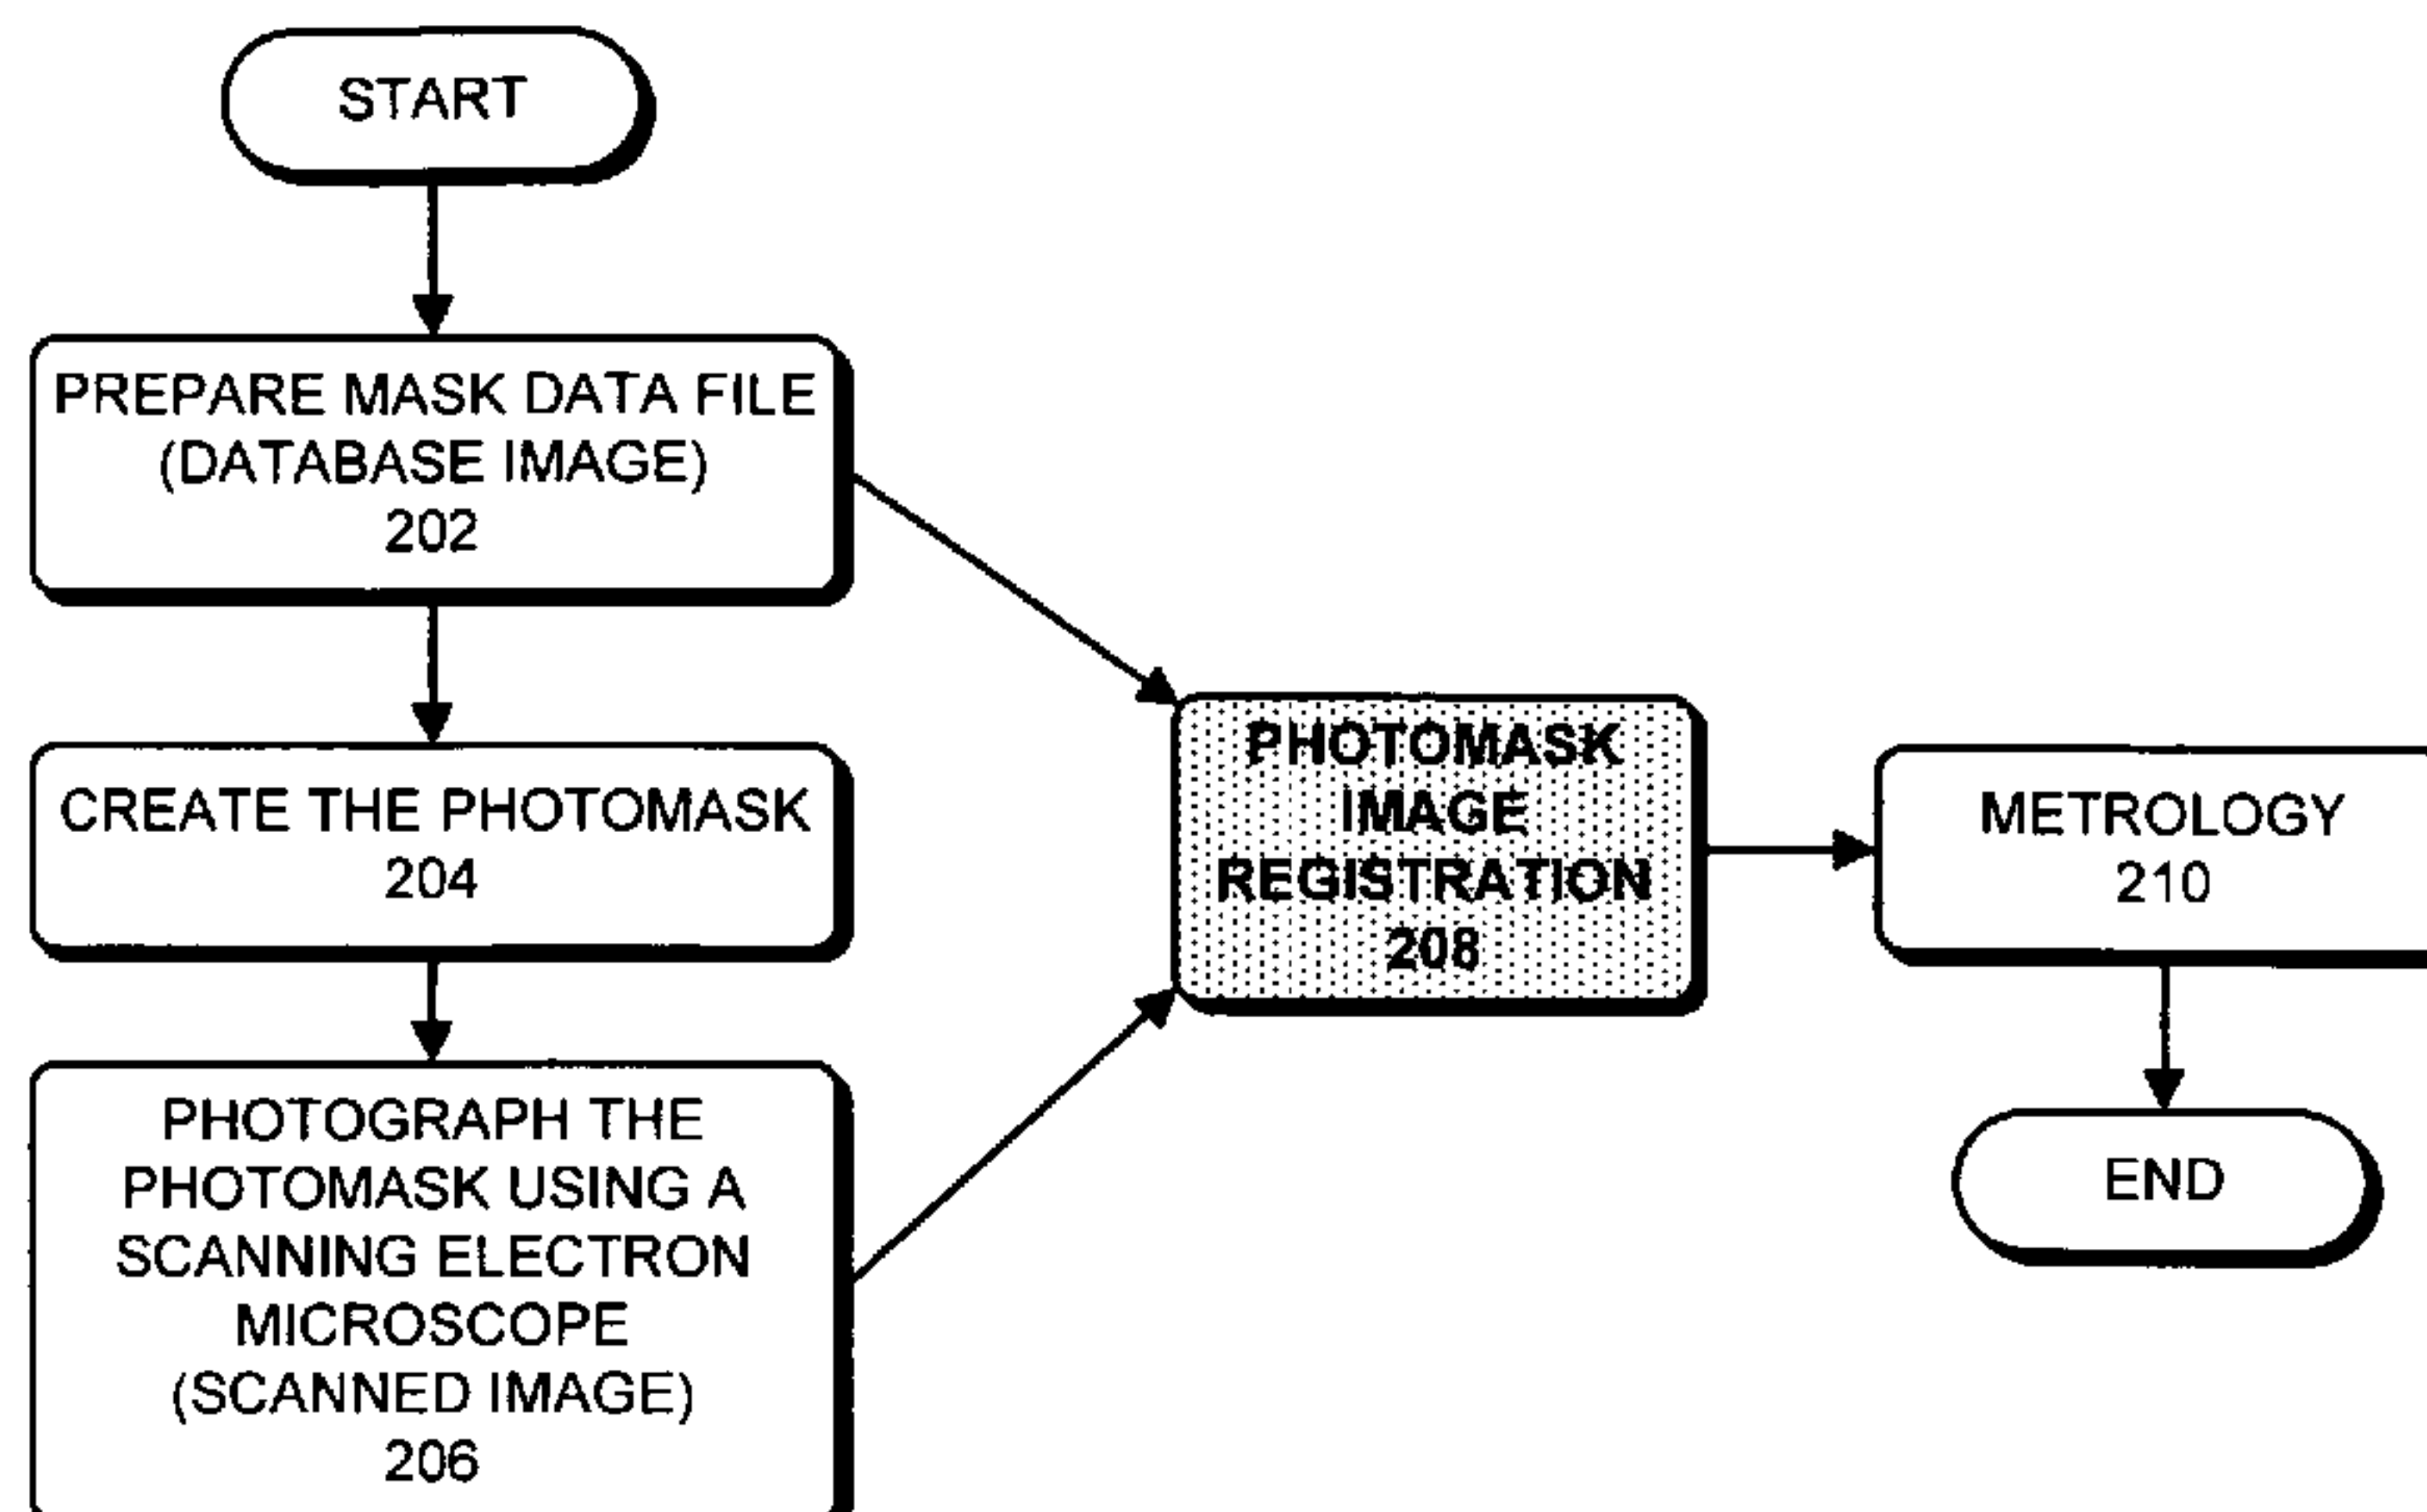 START
PREPARE MASK DATA FILE
(DATABASE IMAGE)
202
CREATE THE PHOTOMASK
204
PHOTOGRAPH THE
PHOTOMASK USING A
SCANNING ELECTRON
MICROSCOPE
(SCANNED IMAGE)
206
PHOTOMASK
IMAGE
REGISTRATION
208
METROLOGY
210
END